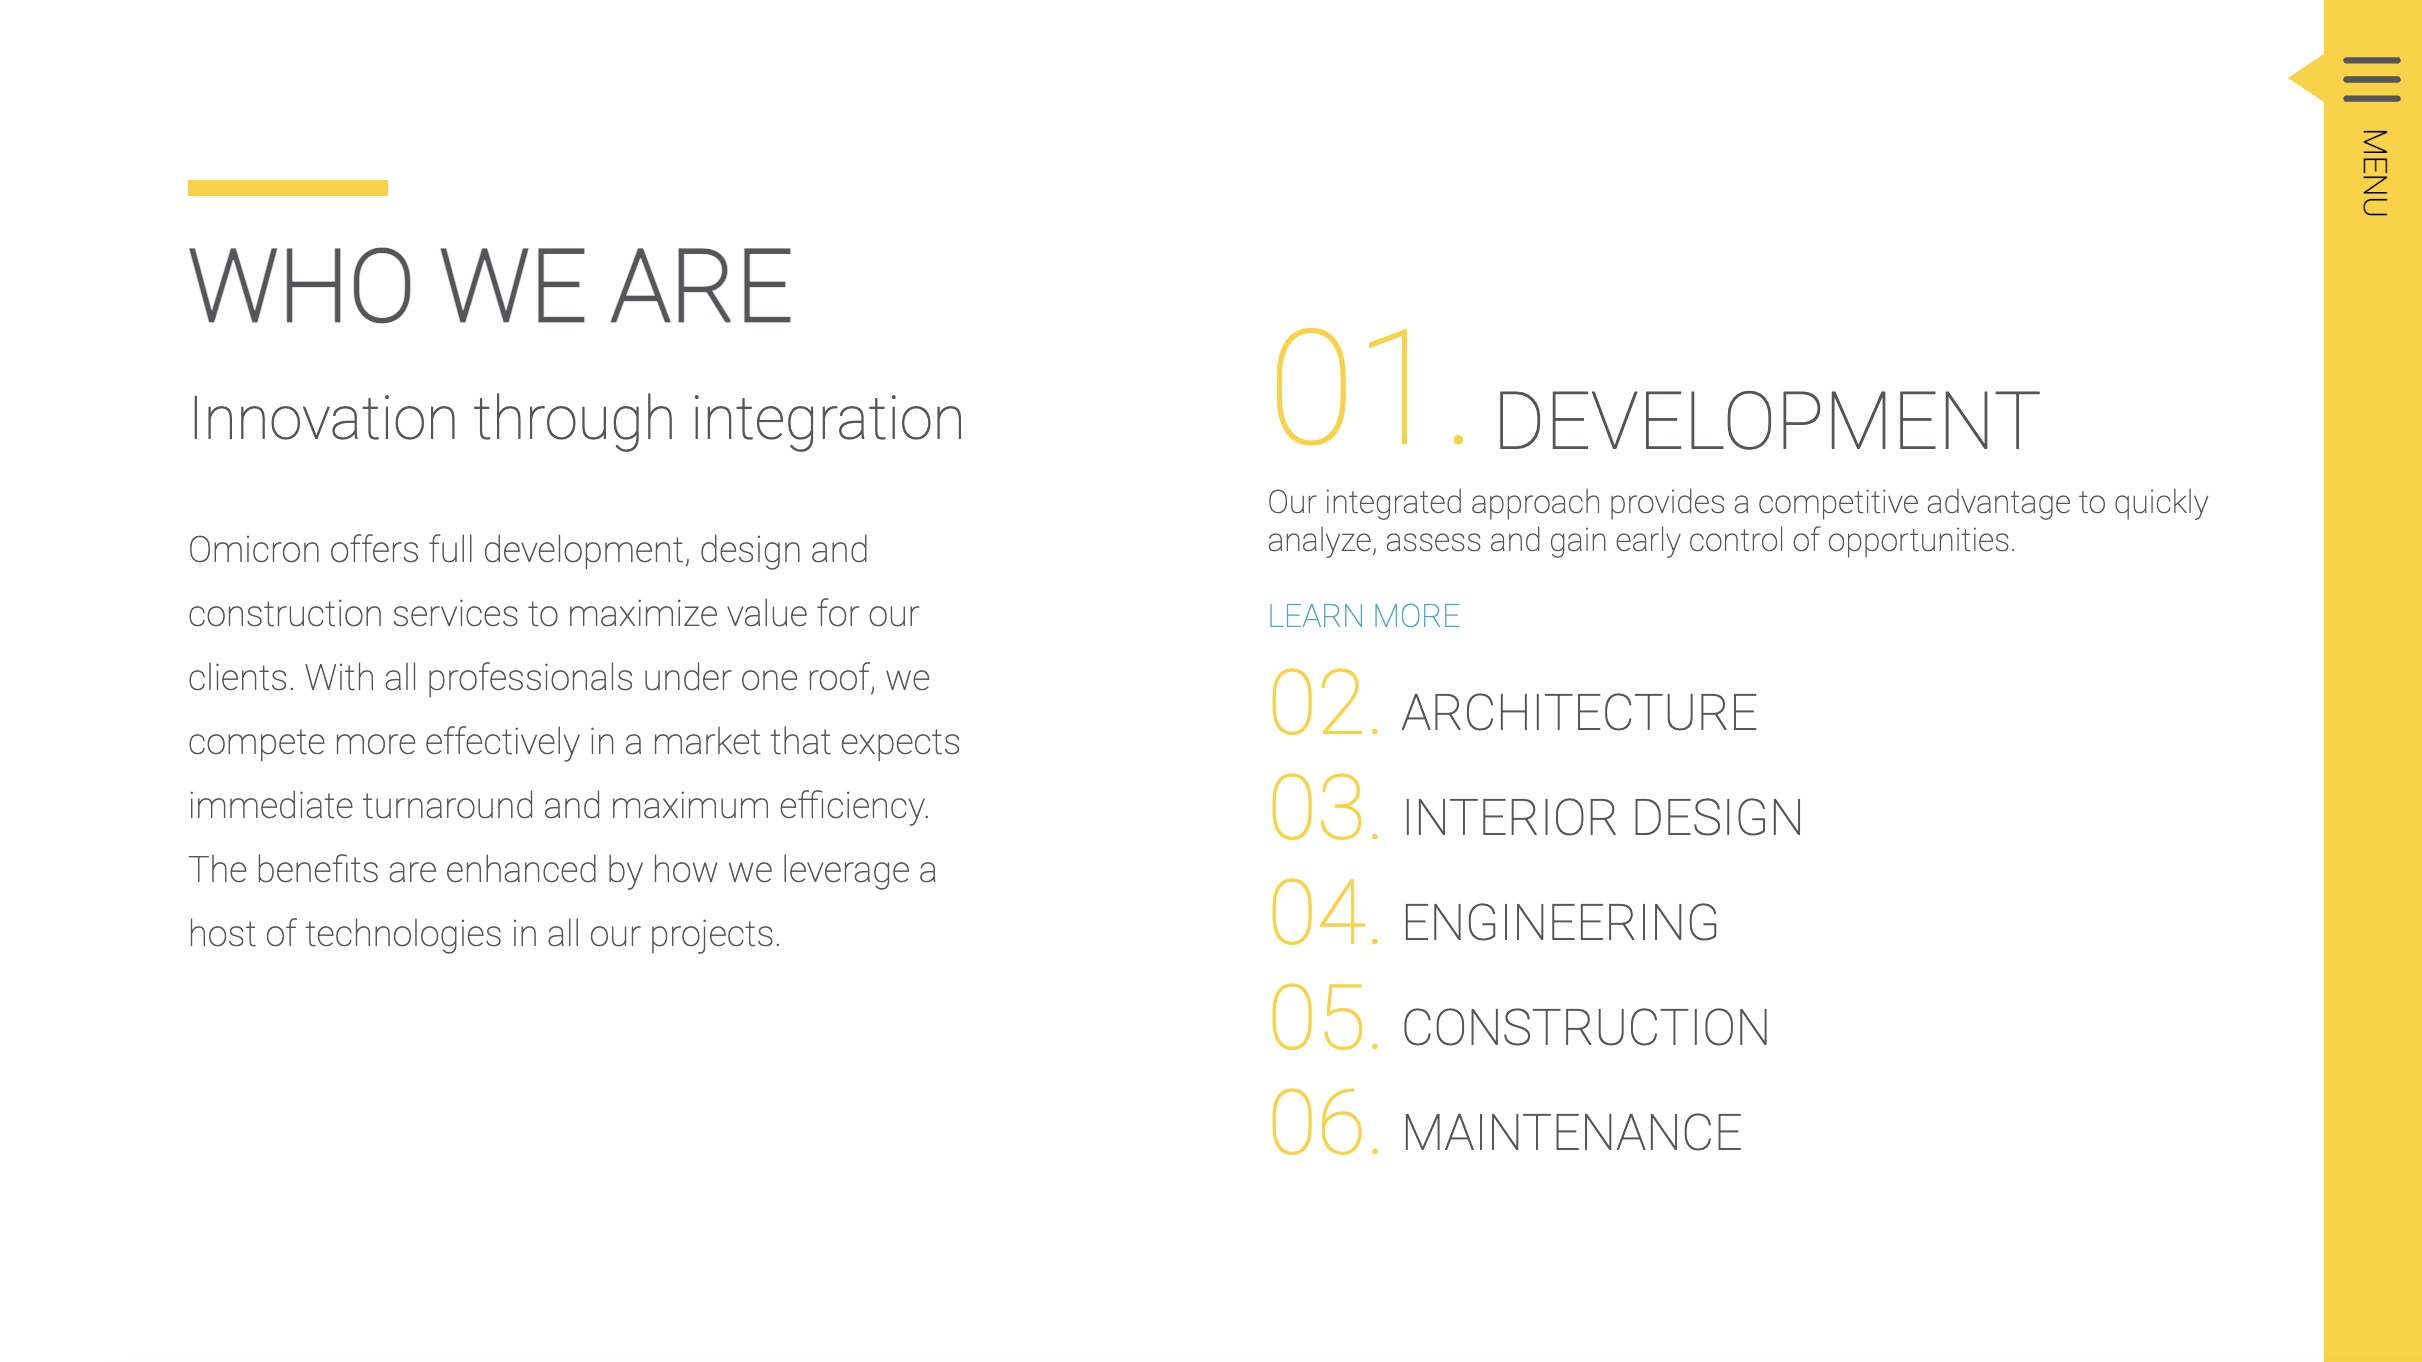 WHO WE ARE
Innovation through integration
Omicron offers full development, design and
construction services to maximize value for our
clients. With all professionals under one roof, we
compete more effectively in a market that expects
immediate turnaround and maximum efficiency.
The benefits are enhanced by how we leverage a
host of technologies in all our projects.
01. DEVELOPMENT
Our integrated approach provides a competitive advantage to quickly
analyze, assess and gain early control of opportunities.
LEARN MORE
02. ARCHITECTURE
03. INTERIOR DESIGN
04. ENGINEERING
05. CONSTRUCTION
06. MAINTENANCE
MENU